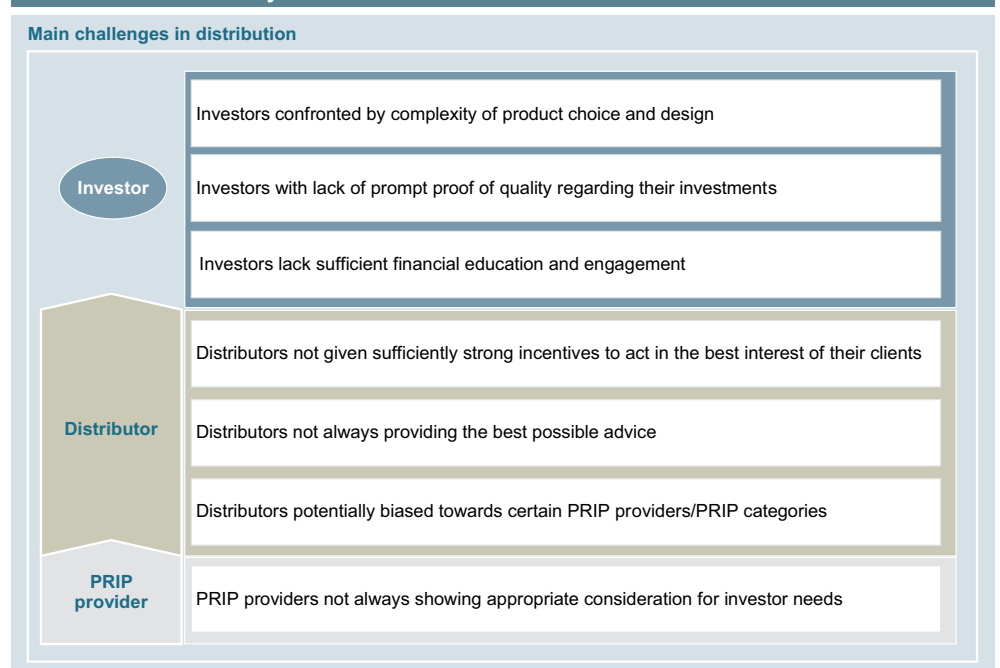 Main challenges in distribution
Investors confronted by complexity of product choice and design
Investor
Investors with lack of prompt proof of quality regarding their investments
Investors lack sufficient financial education and engagement
Distributors not given sufficiently strong incentives to act in the best interest of their clients
Distributor
Distributors not always providing the best possible advice
Distributors potentially biased towards certain PRIP providers/PRIP categories
PRIP
provider
PRIP providers not always showing appropriate consideration for investor needs